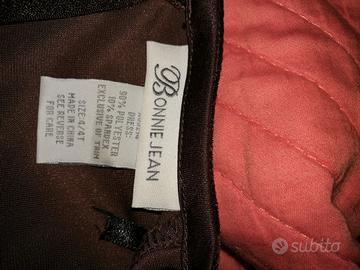 BONNIE JEAN
DRESS:
90% POLYESTER
10% SPANDEX
EXCLUSIVE OF TRIM
SIZE:4/4T
MADE IN CHINA
SEE REVERSE
FOR CARE
subito